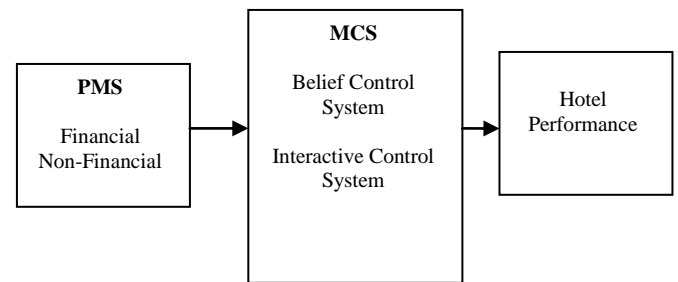 PMS
Financial
Non-Financial
MCS
Belief Control
System
Interactive Control
System
Hotel
Performance